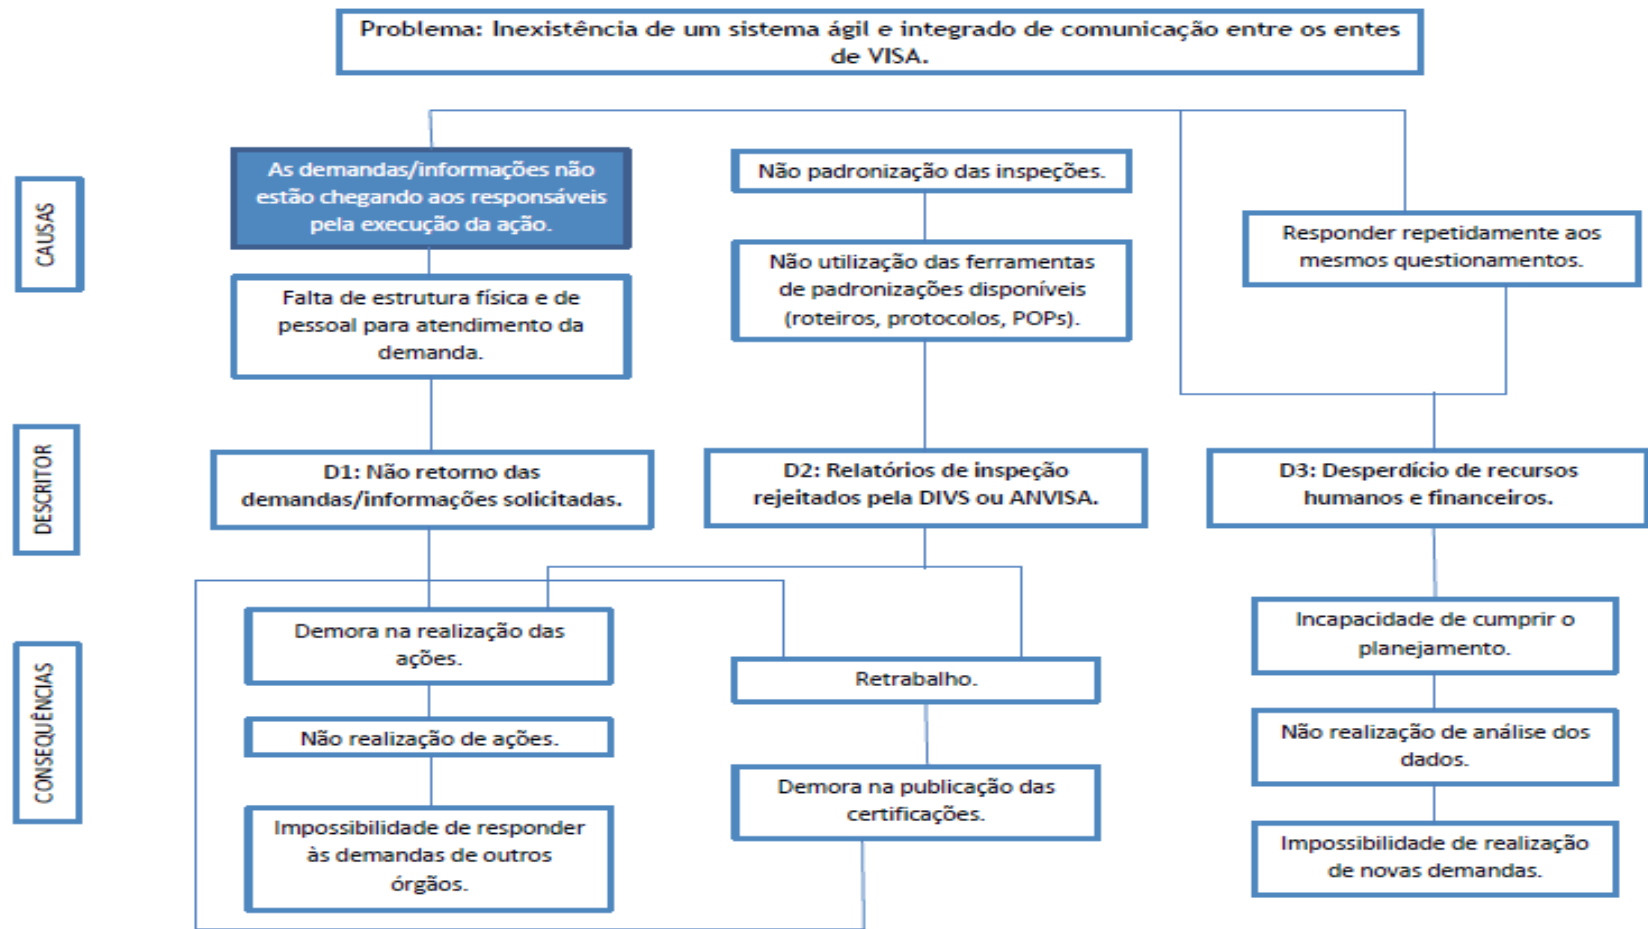 Problema: Inexistência de um sistema ágil e integrado de comunicação entre os entes
de VISA.
CAUSAS
As demandas/informações não
estão chegando aos responsáveis
pela execução da ação.
Falta de estrutura física e de
pessoal para atendimento da
demanda.
Não padronização das inspeções.
Não utilização das ferramentas
de padronizações disponíveis
(roteiros, protocolos, POPs).
Responder repetidamente aos
mesmos questionamentos.
DESCRITOR
D1: Não retorno das
demandas/informações solicitadas.
D2: Relatórios de inspeção
rejeitados pela DIVS ou ANVISA.
D3: Desperdício de recursos
humanos e financeiros.
CONSEQUÊNCIAS
Demora na realização das
ações.
Não realização de ações.
Impossibilidade de responder
às demandas de outros
órgãos.
Retrabalho.
Demora na publicação das
certificações.
Incapacidade de cumprir o
planejamento.
Não realização de análise dos
dados.
Impossibilidade de realização
de novas demandas.